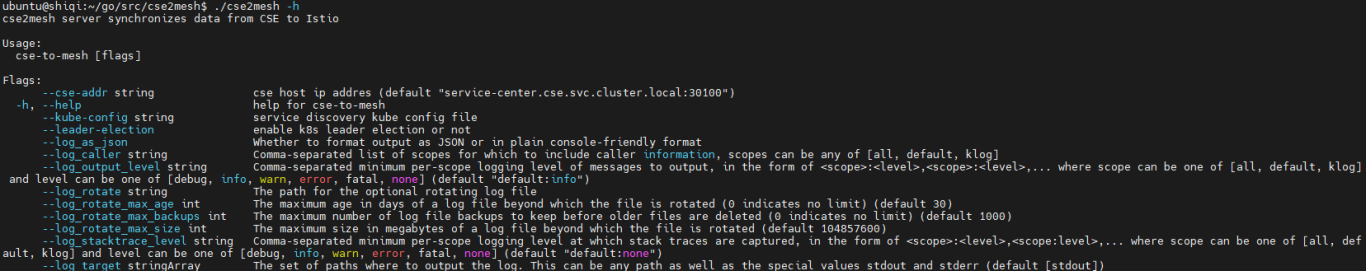 ubuntu@shiqi:~/go/src/cse2mesh$ ./cse2mesh -h
cse2mesh server synchronizes data from CSE to Istio
Usage:
cse-to-mesh [flags]
Flags:
--cse-addr string cse host ip addres (default "service-center.cse.svc.cluster.local:30100")
-h, --help help for cse-to-mesh
--kube-config string service discovery kube config file
--leader-election enable k8s leader election or not
--log_as_json Whether to format output as JSON or in plain console-friendly format
--log_caller string Comma-separated list of scopes for which to include caller information, scopes can be any of [all, default, klog]
--log_output_level string Comma-separated minimum per-scope logging level of messages to output, in the form of <scope>:<level>,<scope>:<level>,... where scope can be one of [all, default, klog]
and level can be one of [debug, info, warn, error, fatal, none] (default "default:info")
--log_rotate string The path for the optional rotating log file
--log_rotate_max_age int The maximum age in days of a log file beyond which the file is rotated (0 indicates no limit) (default 30)
--log_rotate_max_backups int The maximum number of log file backups to keep before older files are deleted (0 indicates no limit) (default 1000)
--log_rotate_max_size int The maximum size in megabytes of a log file beyond which the file is rotated (default 104857600)
--log_stacktrace_level string Comma-separated minimum per-scope logging level at which stack traces are captured, in the form of <scope>:<level>,<scope:level>,... where scope can be one of [all, def
ault, klog] and level can be one of [debug, info, warn, error, fatal, none] (default "default:none")
--log_target stringArray The set of paths where to output the log. This can be any path as well as the special values stdout and stderr (default [stdout])